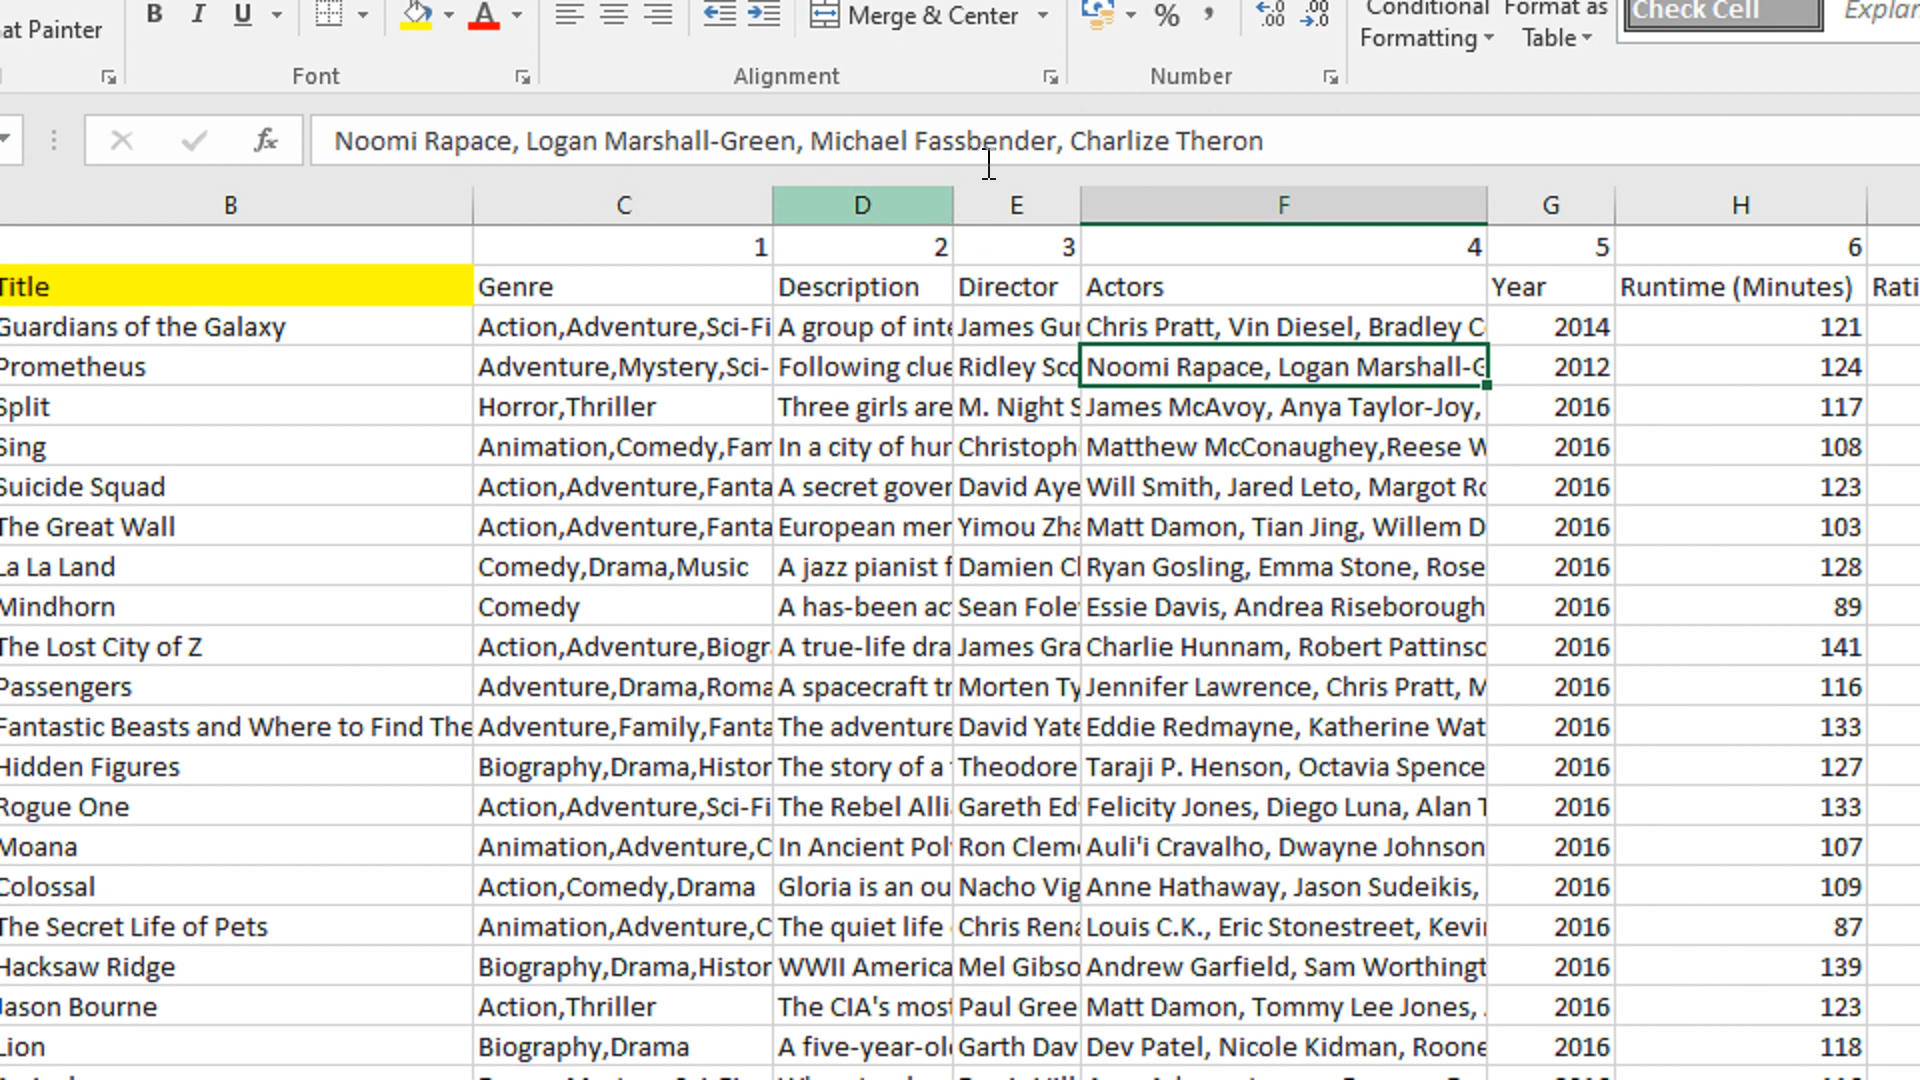 at Painter
B I U A Merge & Center % , Conditional Formatting Format as Table Check Cell
Font Alignment Number
fx Noomi Rapace, Logan Marshall-Green, Michael Fassbender, Charlize Theron
B C D E F G H
1 2 3 4 5 6
Title Genre Description Director Actors Year Runtime (Minutes) Rati
Guardians of the Galaxy Action,Adventure,Sci-Fi A group of inte James Gun Chris Pratt, Vin Diesel, Bradley C 2014 121
Prometheus Adventure,Mystery,Sci- Following clue Ridley Sco Noomi Rapace, Logan Marshall-G 2012 124
Split Horror,Thriller Three girls are M. Night S James McAvoy, Anya Taylor-Joy, 2016 117
Sing Animation,Comedy,Fam In a city of hum Christoph Matthew McConaughey,Reese W 2016 108
Suicide Squad Action,Adventure,Fanta A secret gover David Aye Will Smith, Jared Leto, Margot Ro 2016 123
The Great Wall Action,Adventure,Fanta European mer Yimou Zha Matt Damon, Tian Jing, Willem D 2016 103
La La Land Comedy,Drama,Music A jazz pianist f Damien Ch Ryan Gosling, Emma Stone, Rose 2016 128
Mindhorn Comedy A has-been ac Sean Foley Essie Davis, Andrea Riseborough 2016 89
The Lost City of Z Action,Adventure,Biogra A true-life dra James Gra Charlie Hunnam, Robert Pattinso 2016 141
Passengers Adventure,Drama,Roma A spacecraft tr Morten Ty Jennifer Lawrence, Chris Pratt, M 2016 116
Fantastic Beasts and Where to Find The Adventure,Family,Fanta The adventure David Yate Eddie Redmayne, Katherine Wat 2016 133
Hidden Figures Biography,Drama,Histor The story of a Theodore Taraji P. Henson, Octavia Spence 2016 127
Rogue One Action,Adventure,Sci-Fi The Rebel Alli Gareth Ed Felicity Jones, Diego Luna, Alan T 2016 133
Moana Animation,Adventure,C In Ancient Pol Ron Cleme Auli'i Cravalho, Dwayne Johnson 2016 107
Colossal Action,Comedy,Drama Gloria is an ou Nacho Vig Anne Hathaway, Jason Sudeikis, 2016 109
The Secret Life of Pets Animation,Adventure,C The quiet life Chris Rena Louis C.K., Eric Stonestreet, Kevi 2016 87
Hacksaw Ridge Biography,Drama,Histor WWII America Mel Gibso Andrew Garfield, Sam Worthingt 2016 139
Jason Bourne Action,Thriller The CIA's most Paul Gree Matt Damon, Tommy Lee Jones, 2016 123
Lion Biography,Drama A five-year-ol Garth Dav Dev Patel, Nicole Kidman, Roone 2016 118